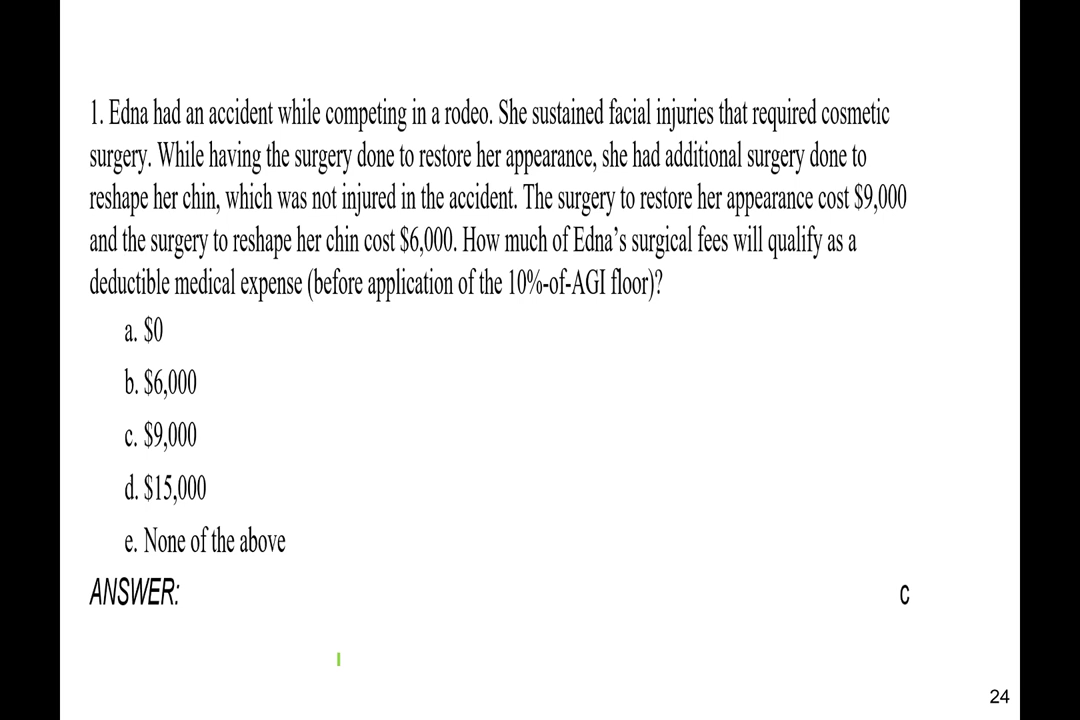 1. Edna had an accident while competing in a rodeo. She sustained facial injuries that required cosmetic
surgery. While having the surgery done to restore her appearance, she had additional surgery done to
reshape her chin, which was not injured in the accident. The surgery to restore her appearance cost $9,000
and the surgery to reshape her chin cost $6,000. How much of Edna’s surgical fees will qualify as a
deductible medical expense (before application of the 10%-of-AGI floor)?
a. $0
b. $6,000
c. $9,000
d. $15,000
e. None of the above
ANSWER: c
24